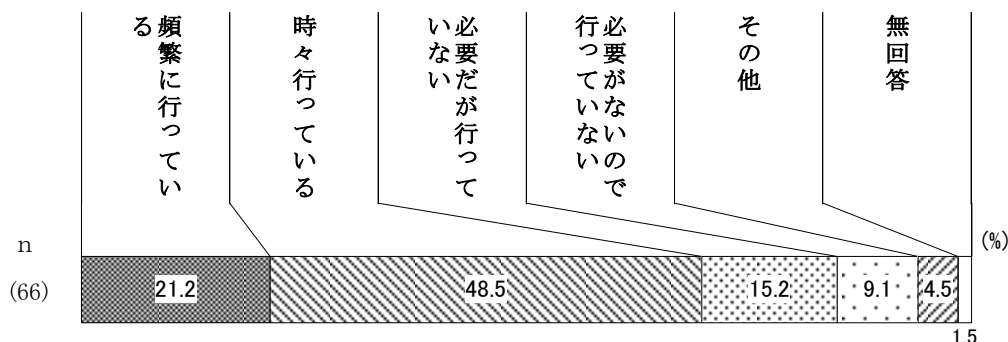 頻繁に行ってい
る
時々行っている
必要だが行って
いない
必要がないので
行っていない
その他
無回答
(%)
n
(66)
21.2
48.5
15.2
9.1
4.5
1.5